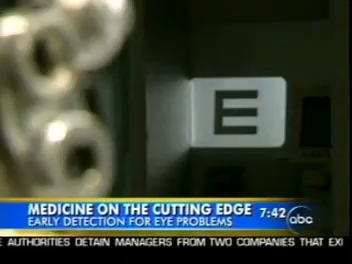 E
MEDICINE ON THE CUTTING EDGE 7:42
EARLY DETECTION FOR EYE PROBLEMS abc
E AUTHORITIES DETAIN MANAGERS FROM TWO COMPANIES THAT EX